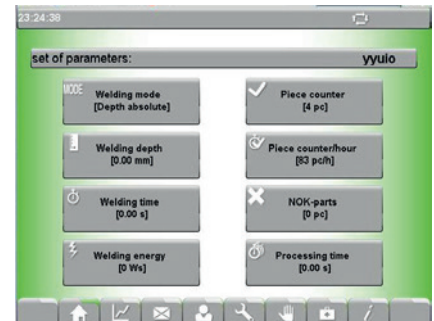 23:24:38
set of parameters: yyuio
MODE Welding mode
[Depth absolute]
Piece counter
[4 pc]
Welding depth
[0.00 mm]
Piece counter/hour
[83 pc/h]
Welding time
[0.00 s]
NOK-parts
[0 pc]
Welding energy
[0 Ws]
Processing time
[0.00 s]